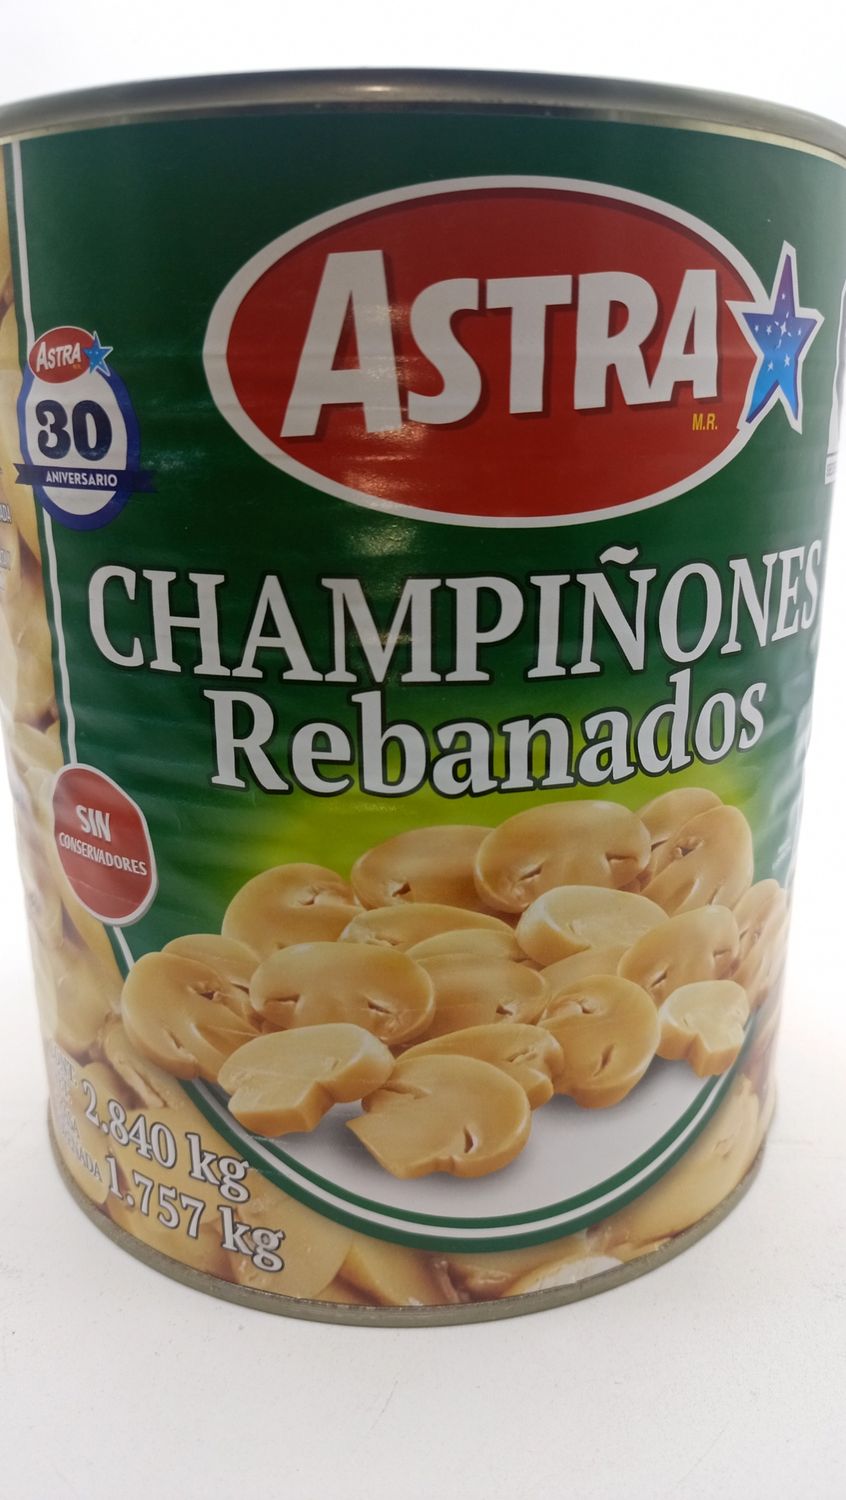 ASTRA
M.R.
ASTRA
30
ANIVERSARIO
CHAMPIÑONES
Rebanados
SIN
CONSERVADORES
2.840 kg
1.757 kg